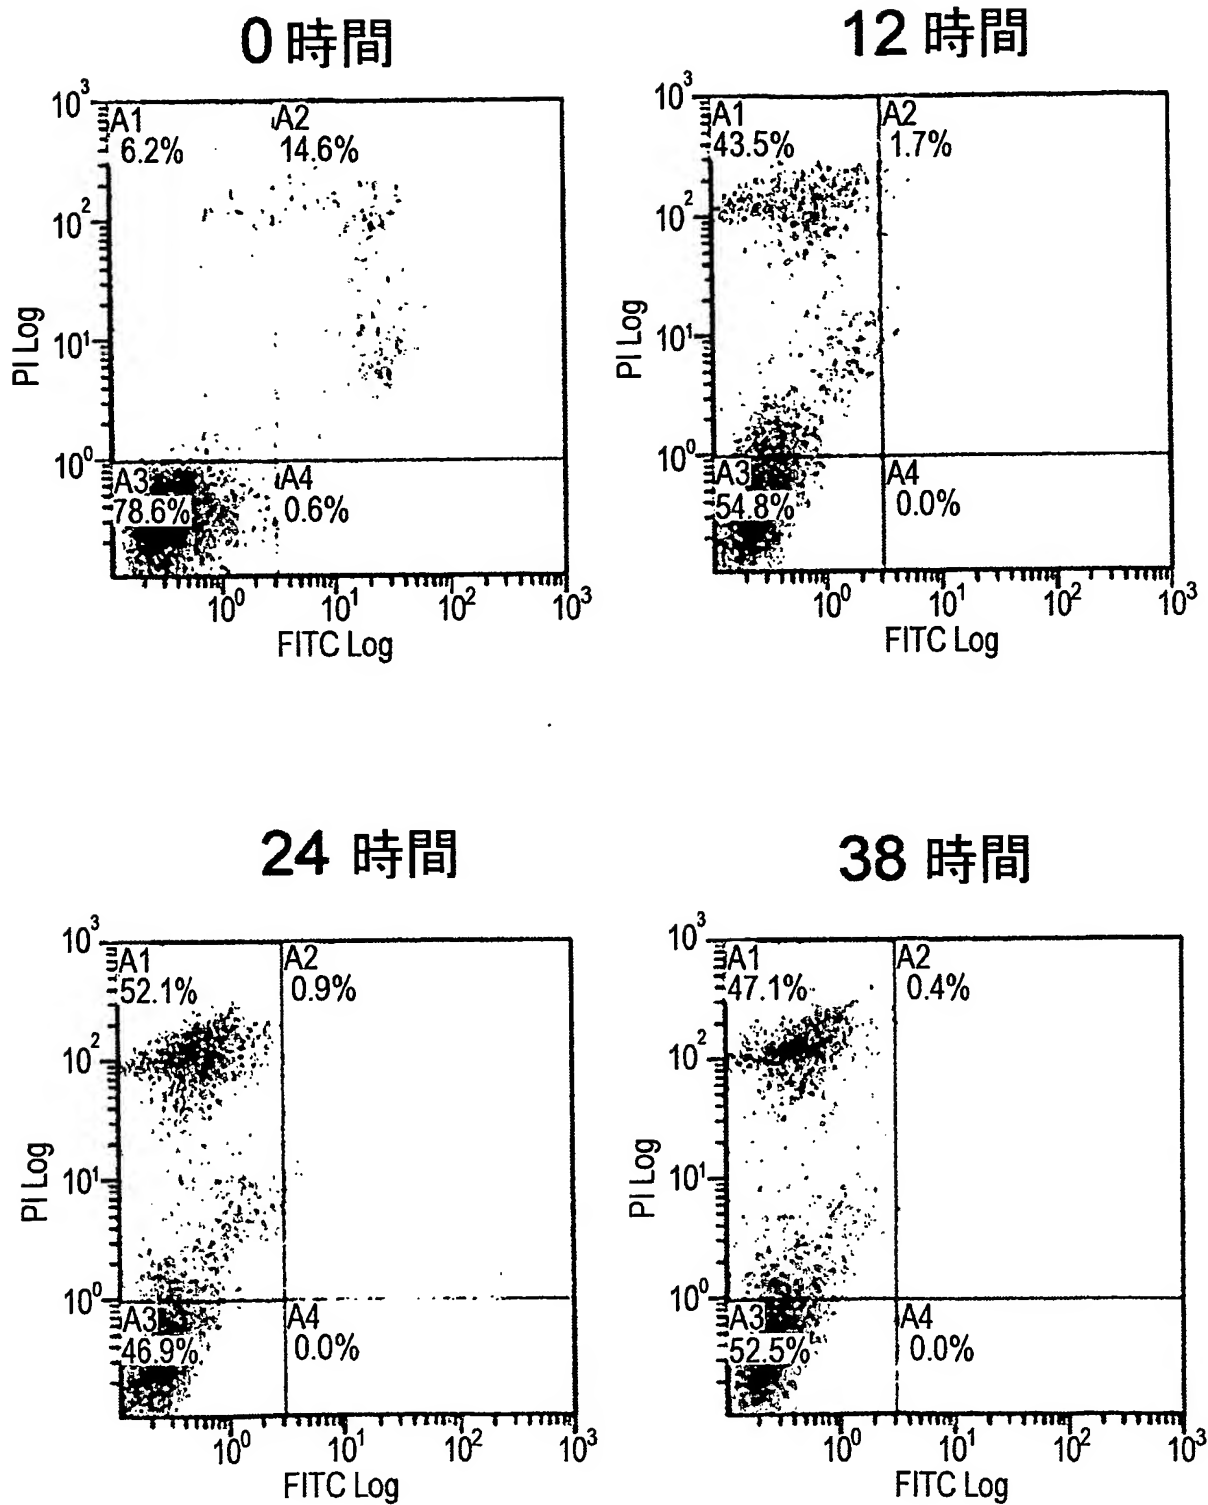 0 時間
10³
A1
6.2%
A2
14.6%
10²
10¹
10⁰
PI Log
A3
78.6%
A4
0.6%
10⁰ 10¹ 10² 10³
FITC Log
12 時間
10³
A1
43.5%
A2
1.7%
10²
10¹
10⁰
PI Log
A3
54.8%
A4
0.0%
10⁰ 10¹ 10² 10³
FITC Log
24 時間
10³
A1
52.1%
A2
0.9%
10²
10¹
10⁰
PI Log
A3
46.9%
A4
0.0%
10⁰ 10¹ 10² 10³
FITC Log
38 時間
10³
A1
47.1%
A2
0.4%
10²
10¹
10⁰
PI Log
A3
52.5%
A4
0.0%
10⁰ 10¹ 10² 10³
FITC Log